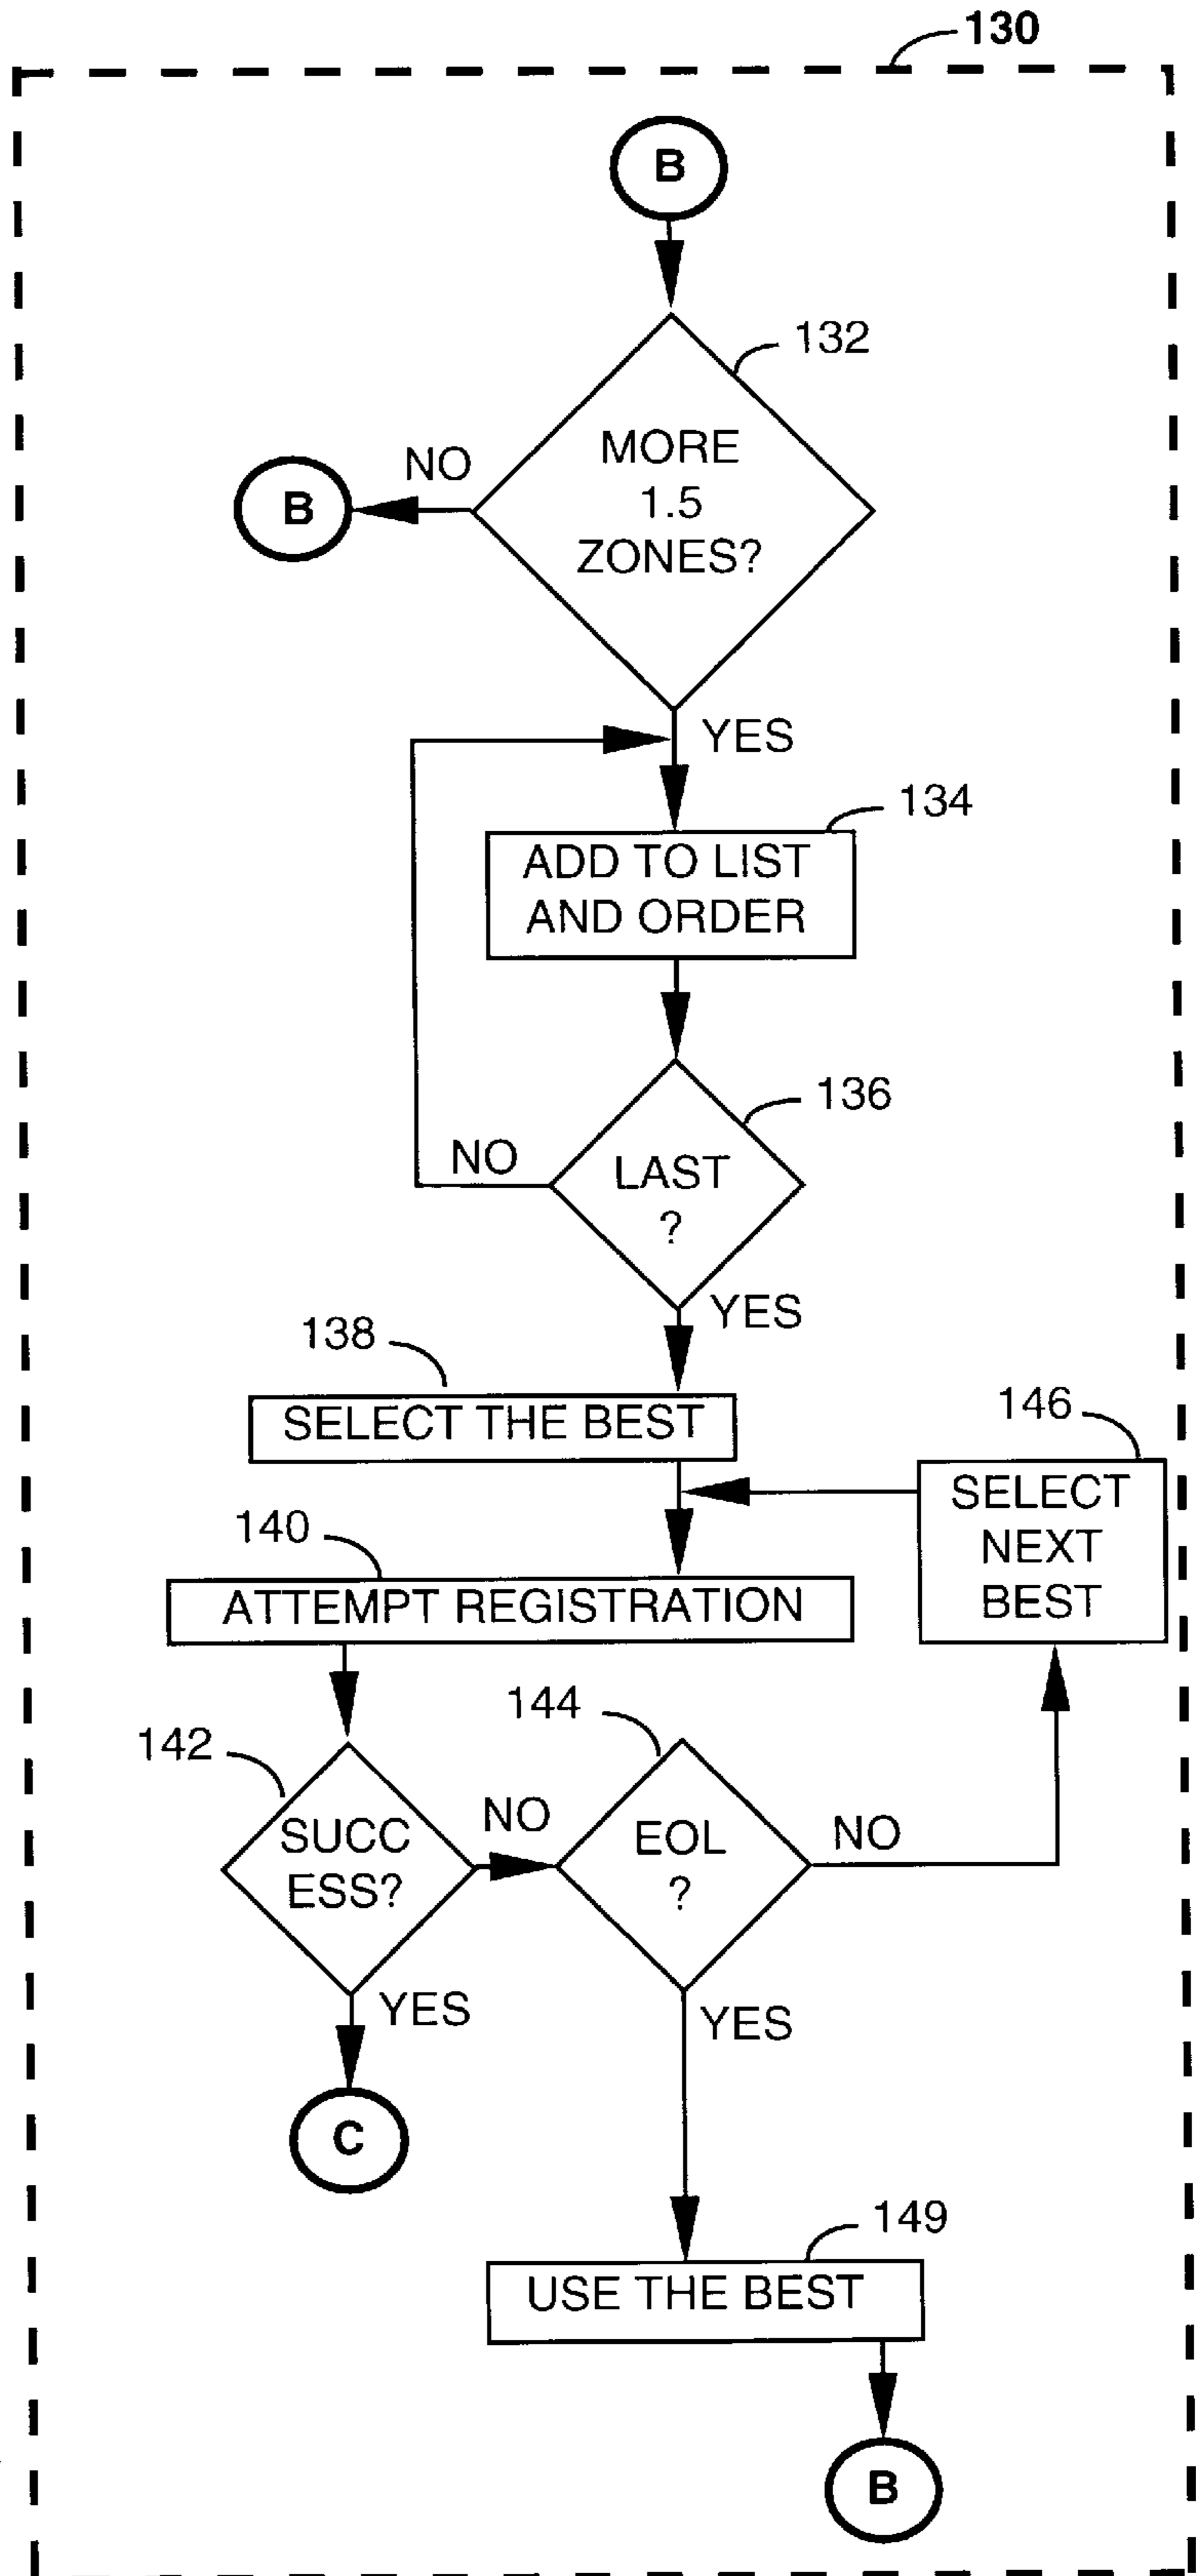 130
B
132
MORE
1.5
ZONES?
NO
B
YES
134
ADD TO LIST
AND ORDER
136
LAST
?
NO
YES
138
SELECT THE BEST
146
SELECT
NEXT
BEST
140
ATTEMPT REGISTRATION
144
142
SUCC
ESS?
NO
EOL
?
NO
YES
YES
C
149
USE THE BEST
B